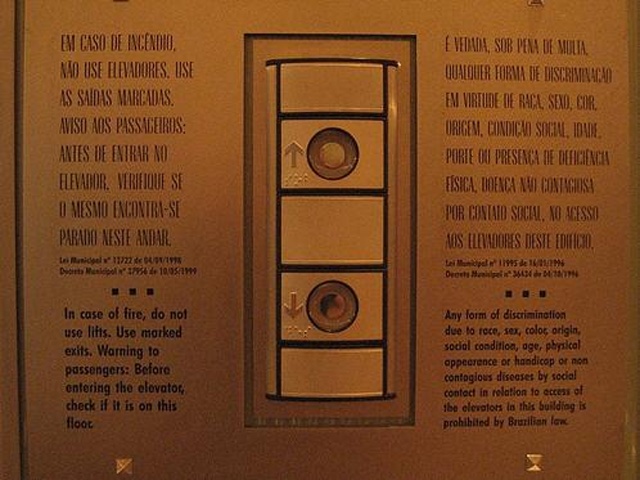 EM CASO DE INCÊNDIO,
NÃO USE ELEVADORES. USE
AS SAÍDAS MARCADAS.
AVISO AOS PASSAGEIROS:
ANTES DE ENTRAR NO
ELEVADOR, VERIFIQUE SE
O MESMO ENCONTRA-SE
PARADO NESTE ANDAR.
Lei Municipal nº 12722 de 04/09/1998
Decreto Municipal nº 37956 de 10/05/1999
In case of fire, do not
use lifts. Use marked
exits. Warning to
passengers: Before
entering the elevator,
check if it is on this
floor.
É VEDADA, SOB PENA DE MULTA,
QUALQUER FORMA DE DISCRIMINAÇÃO
EM VIRTUDE DE RAÇA, SEXO, COR,
ORIGEM, CONDIÇÃO SOCIAL, IDADE,
PORTE OU PRESENÇA DE DEFICIÊNCIA
FÍSICA, DOENÇA NÃO CONTAGIOSA
POR CONTATO SOCIAL, NO ACESSO
AOS ELEVADORES DESTE EDIFÍCIO.
Lei Municipal nº 11995 de 16/01/1996
Decreto Municipal nº 36434 de 04/10/1996
Any form of discrimination
due to race, sex, color, origin,
social condition, age, physical
appearance or handicap or non
contagious diseases by social
contact in relation to access of
the elevators in this building is
prohibited by Brazilian law.